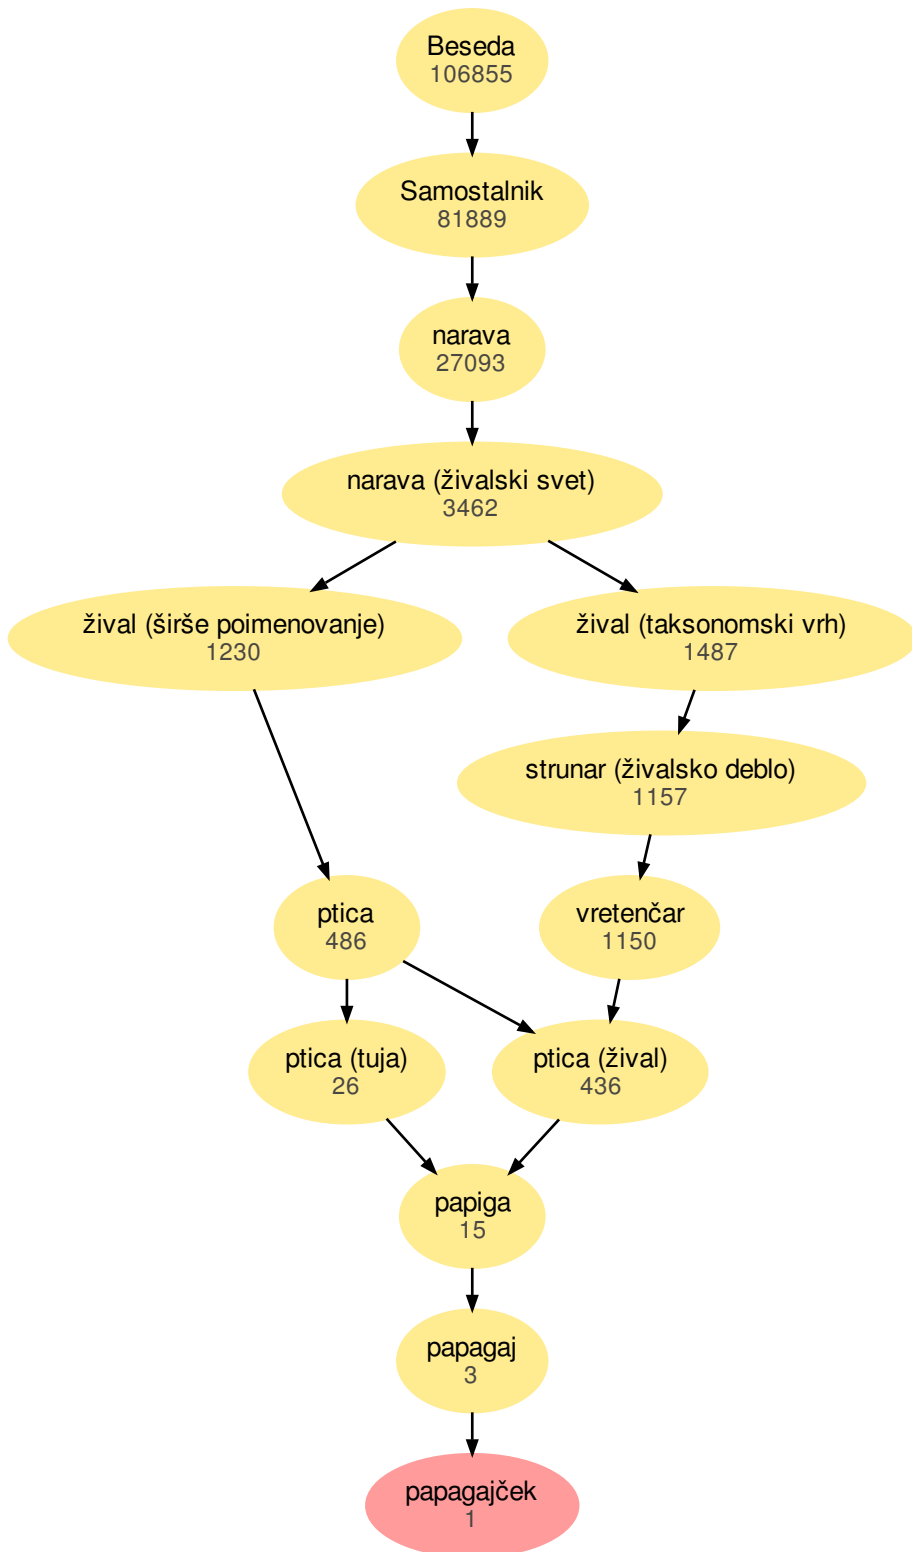 Beseda
106855
Samostalnik
81889
narava
27093
narava (živalski svet)
3462
žival (širše poimenovanje)
1230
žival (taksonomski vrh)
1487
strunar (živalsko deblo)
1157
ptica
486
vretenčar
1150
ptica (tuja)
26
ptica (žival)
436
papiga
15
papagaj
3
papagajček
1